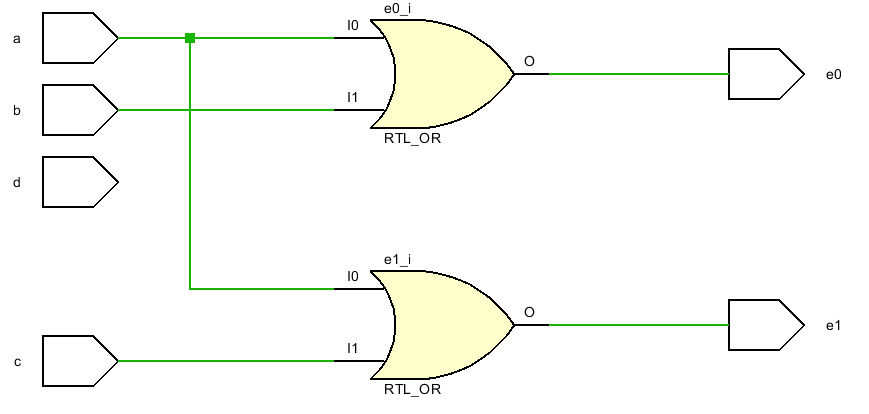 e0_i
a
I0
O
e0
b
I1
RTL_OR
d
e1_i
I0
O
e1
c
I1
RTL_OR